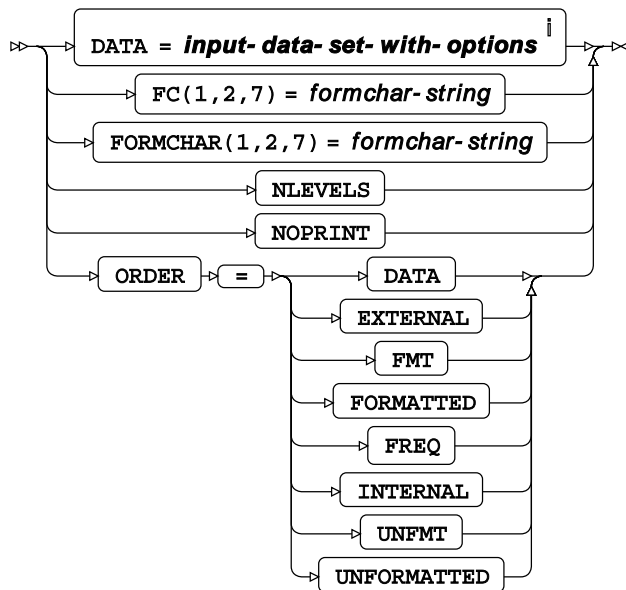 DATA = input-data-set-with-options i
FC(1,2,7) = formchar-string
FORMCHAR(1,2,7) = formchar-string
NLEVELS
NOPRINT
ORDER = DATA
EXTERNAL
FMT
FORMATTED
FREQ
INTERNAL
UNFMT
UNFORMATTED